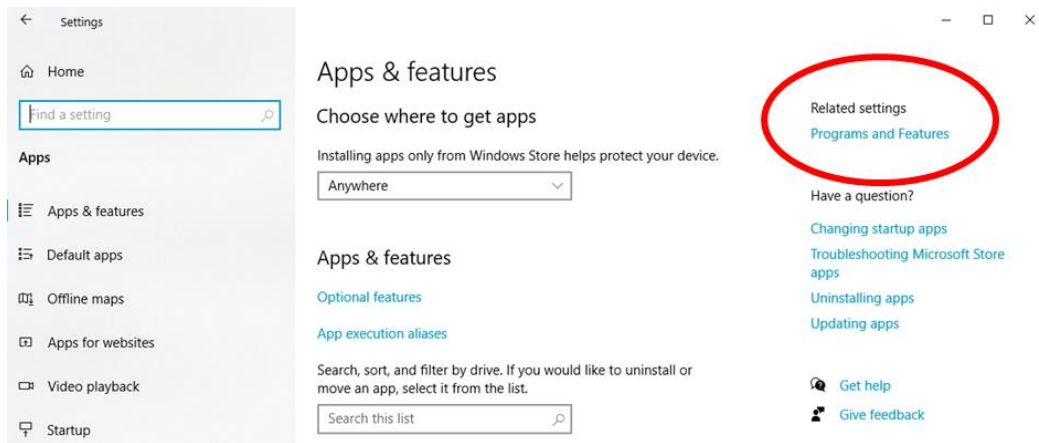 Settings
Home
Find a setting
Apps
Apps & features
Default apps
Offline maps
Apps for websites
Video playback
Startup
Apps & features
Choose where to get apps
Installing apps only from Windows Store helps protect your device.
Anywhere
Apps & features
Optional features
App execution aliases
Search, sort, and filter by drive. If you would like to uninstall or
move an app, select it from the list.
Search this list
Related settings
Programs and Features
Have a question?
Changing startup apps
Troubleshooting Microsoft Store
apps
Uninstalling apps
Updating apps
Get help
Give feedback